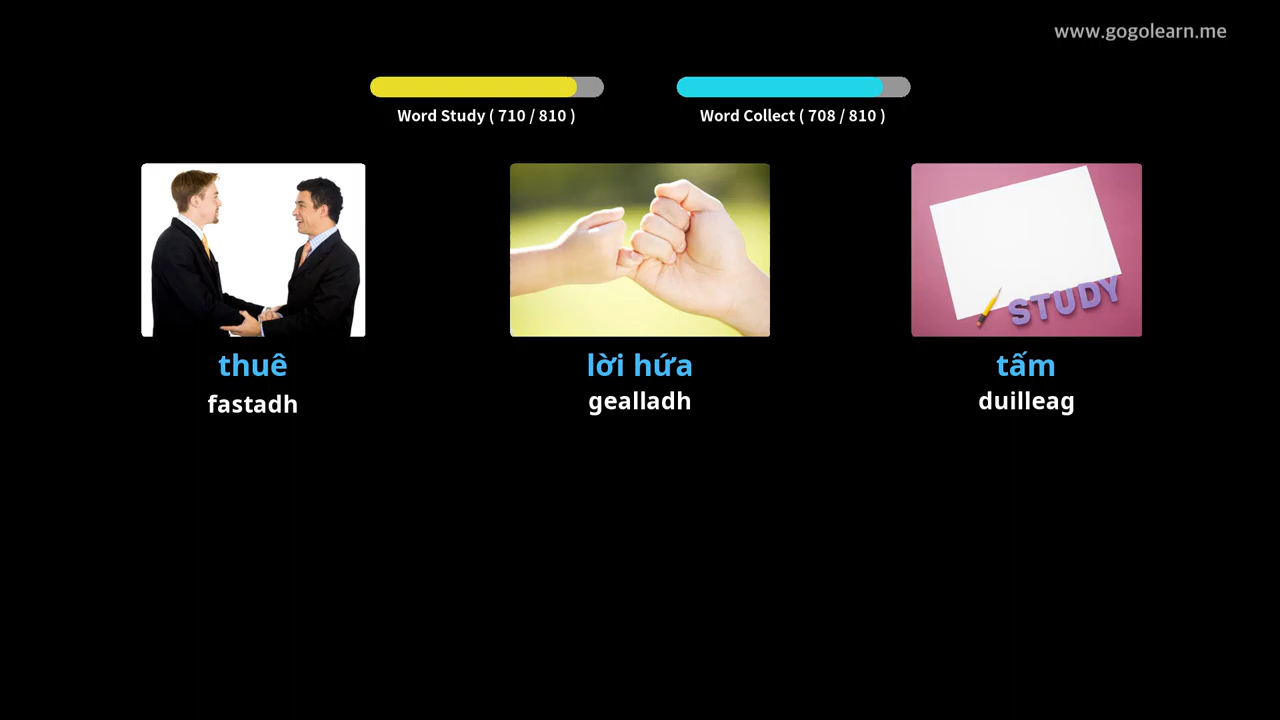 www.gogolearn.me
Word Study ( 710 / 810 )
Word Collect ( 708 / 810 )
STUDY
thuê
lời hứa
tấm
fastadh
gealladh
duilleag